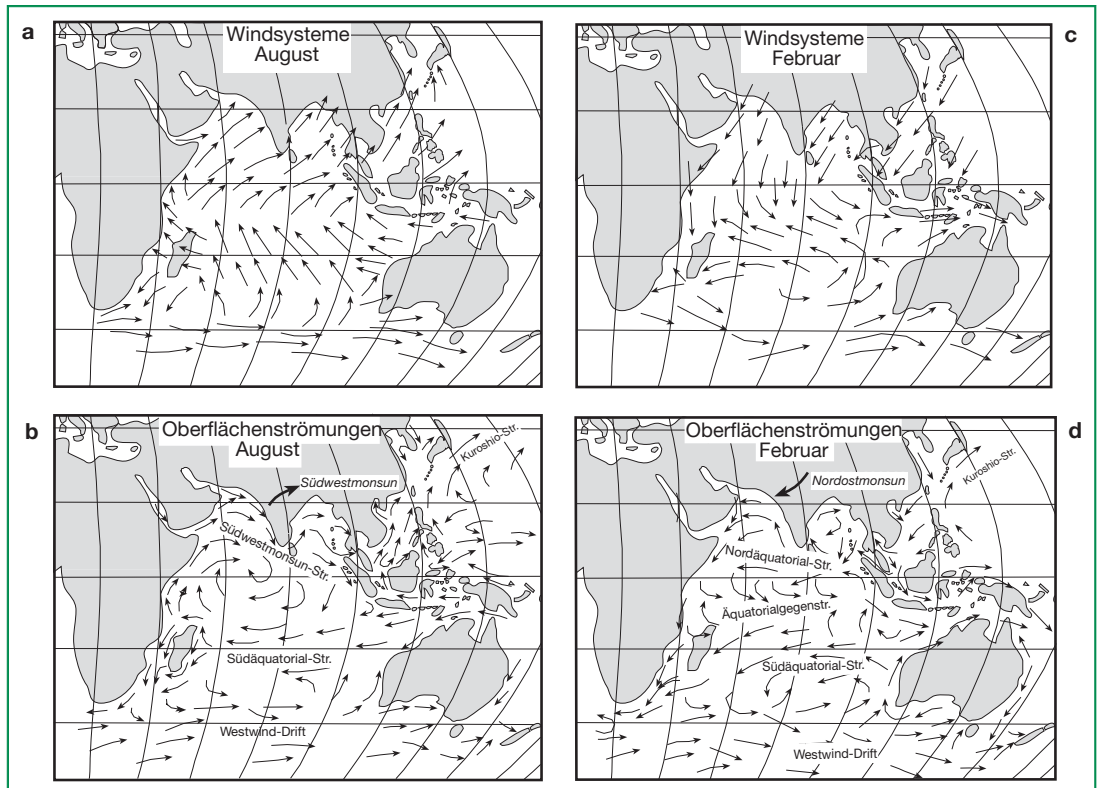 a
Windsysteme
August
c
Windsysteme
Februar
b
Oberflächenströmungen
August
Kuroshio-Str.
Südwestmonsun
Südwestmonsun-Str.
Südäquatorial-Str.
Westwind-Drift
d
Oberflächenströmungen
Februar
Kuroshio-Str.
Nordostmonsun
Nordäquatorial-Str.
Äquatorialgegenstr.
Südäquatorial-Str.
Westwind-Drift